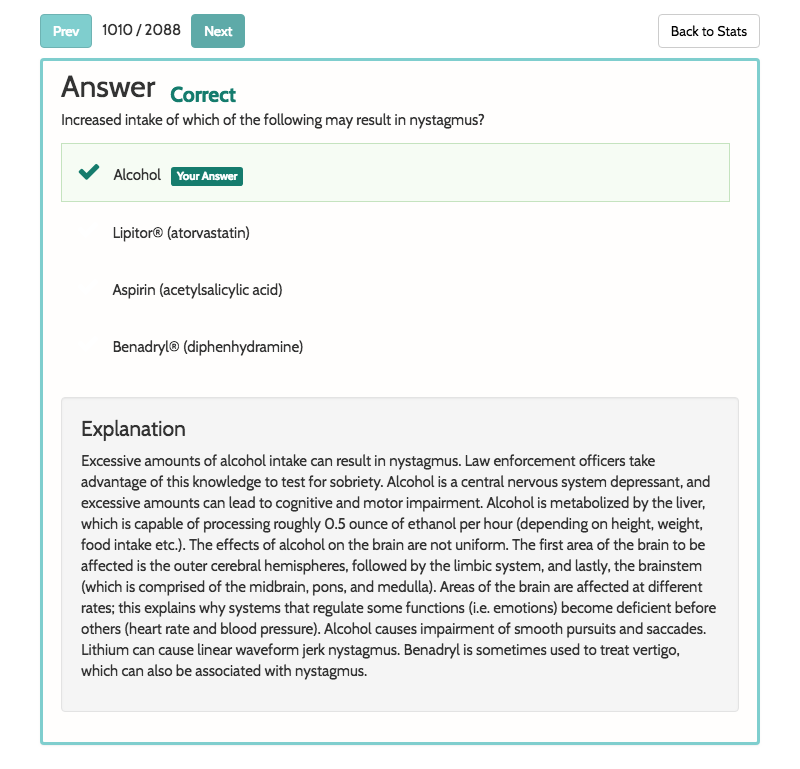 Prev 1010 / 2088 Next Back to Stats
Answer Correct
Increased intake of which of the following may result in nystagmus?
Alcohol Your Answer
Lipitor® (atorvastatin)
Aspirin (acetylsalicylic acid)
Benadryl® (diphenhydramine)
Explanation
Excessive amounts of alcohol intake can result in nystagmus. Law enforcement officers take
advantage of this knowledge to test for sobriety. Alcohol is a central nervous system depressant, and
excessive amounts can lead to cognitive and motor impairment. Alcohol is metabolized by the liver,
which is capable of processing roughly 0.5 ounce of ethanol per hour (depending on height, weight,
food intake etc.). The effects of alcohol on the brain are not uniform. The first area of the brain to be
affected is the outer cerebral hemispheres, followed by the limbic system, and lastly, the brainstem
(which is comprised of the midbrain, pons, and medulla). Areas of the brain are affected at different
rates; this explains why systems that regulate some functions (i.e. emotions) become deficient before
others (heart rate and blood pressure). Alcohol causes impairment of smooth pursuits and saccades.
Lithium can cause linear waveform jerk nystagmus. Benadryl is sometimes used to treat vertigo,
which can also be associated with nystagmus.